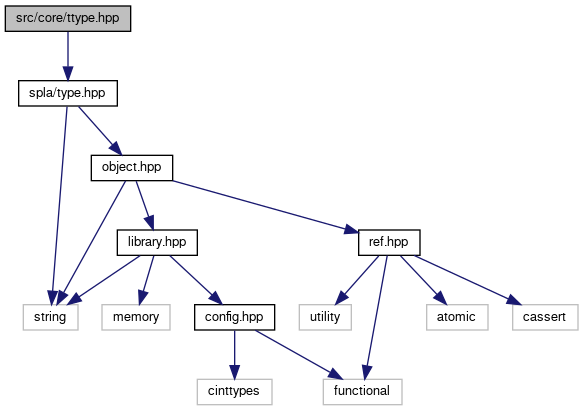 src/core/ttype.hpp
spla/type.hpp
object.hpp
library.hpp
ref.hpp
string
memory
config.hpp
utility
atomic
cassert
cinttypes
functional